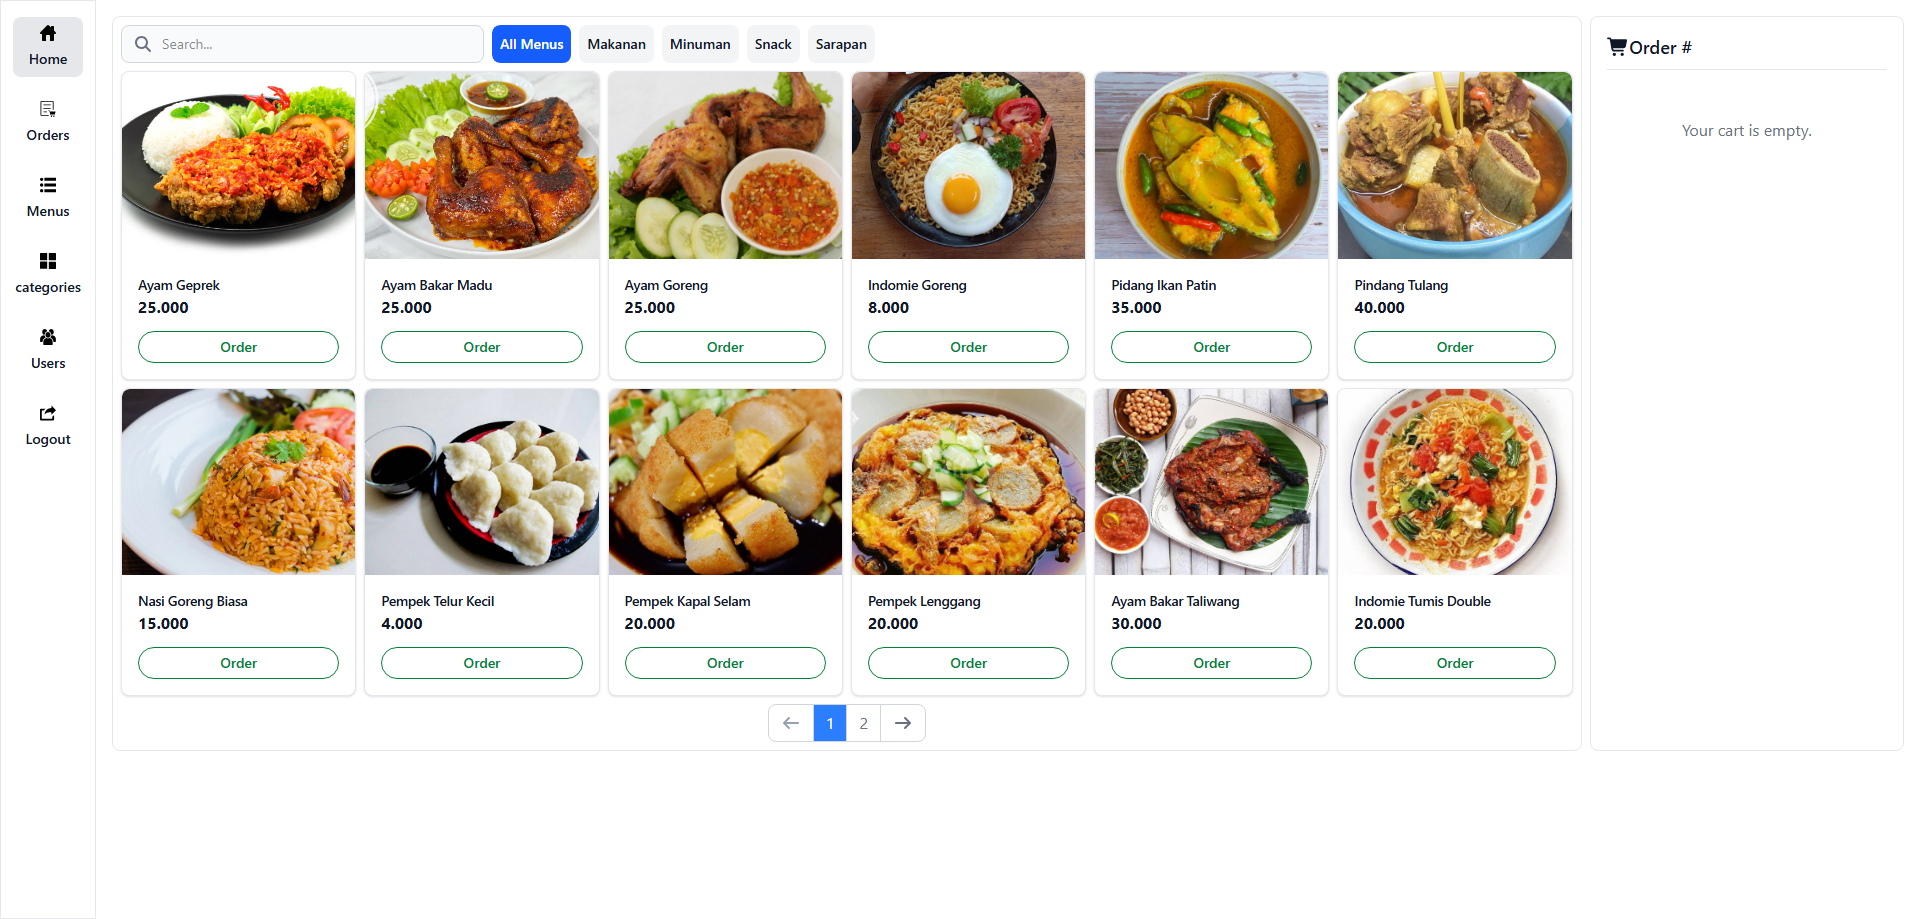 Home
Orders
Menus
categories
Users
Logout
Search...
All Menus
Makanan
Minuman
Snack
Sarapan
Ayam Geprek
25.000
Order
Ayam Bakar Madu
25.000
Order
Ayam Goreng
25.000
Order
Indomie Goreng
8.000
Order
Pidang Ikan Patin
35.000
Order
Pindang Tulang
40.000
Order
Nasi Goreng Biasa
15.000
Order
Pempek Telur Kecil
4.000
Order
Pempek Kapal Selam
20.000
Order
Pempek Lenggang
20.000
Order
Ayam Bakar Taliwang
30.000
Order
Indomie Tumis Double
20.000
Order
1
2
Order #
Your cart is empty.